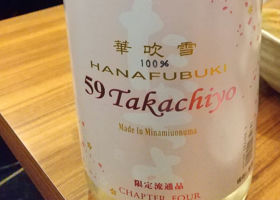 華吹雪
100%
HANAFUBUKI
59 Takachiyo
Made in Minamiuonuma
限定流通品
CHAPTER FOUR